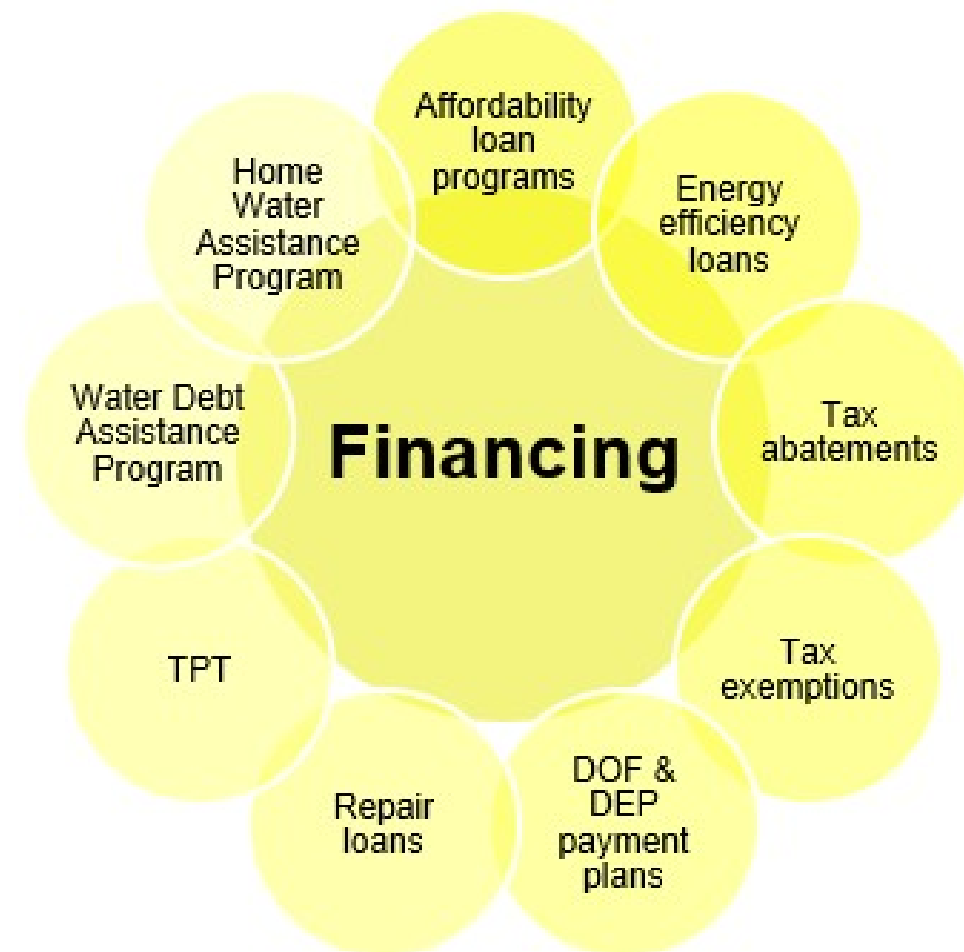 Affordability
loan
programs
Energy
efficiency
loans
Tax
abatements
Tax
exemptions
DOF &
DEP
payment
plans
Repair
loans
TPT
Water Debt
Assistance
Program
Home
Water
Assistance
Program
Financing